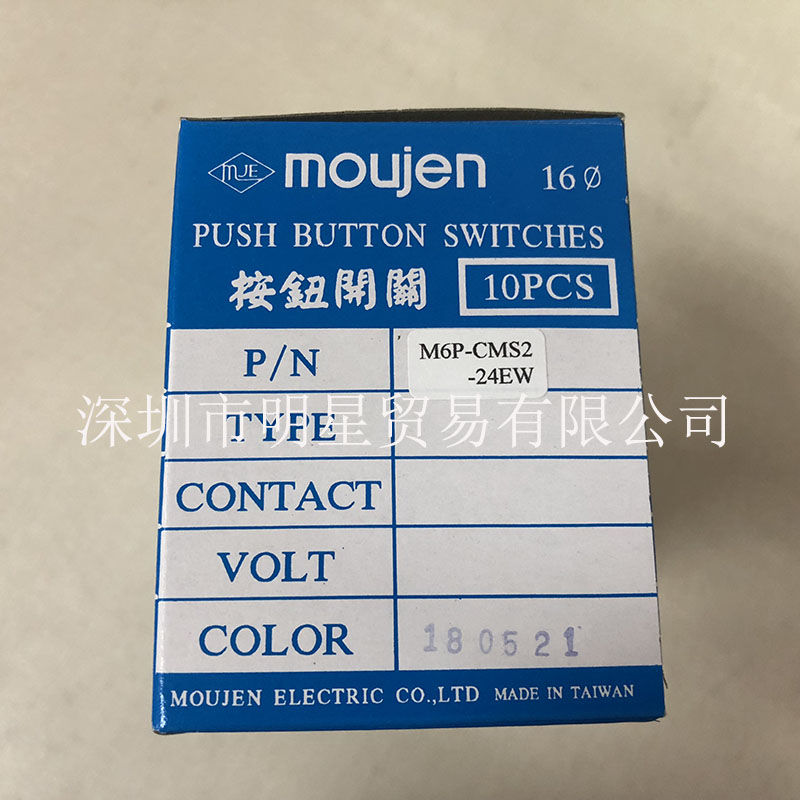 MJE moujen 16Ø
PUSH BUTTON SWITCHES
按鈕開關 10PCS
P/N M6P-CMS2
-24EW
深圳市明星贸易有限公司
TYPE
CONTACT
VOLT
COLOR 180521
MOUJEN ELECTRIC CO.,LTD MADE IN TAIWAN